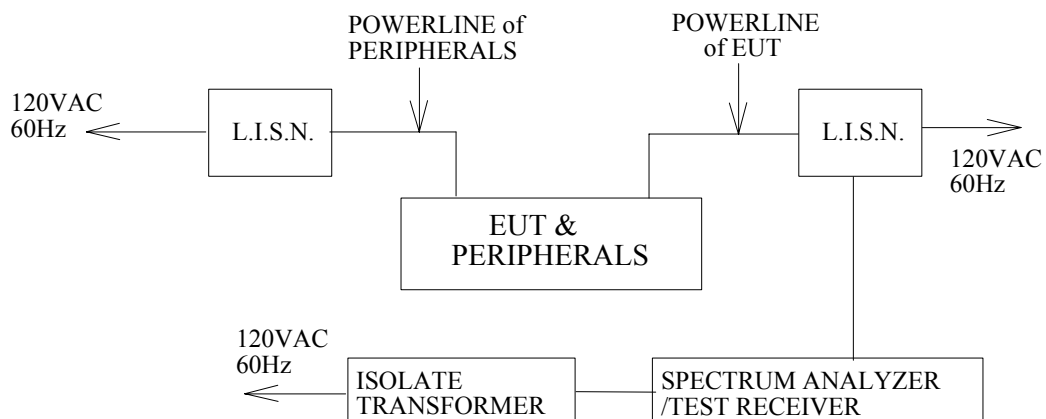 POWERLINE of
PERIPHERALS
POWERLINE
of EUT
120VAC
60Hz
L.I.S.N.
L.I.S.N.
120VAC
60Hz
EUT &
PERIPHERALS
120VAC
60Hz
ISOLATE
TRANSFORMER
SPECTRUM ANALYZER
/TEST RECEIVER